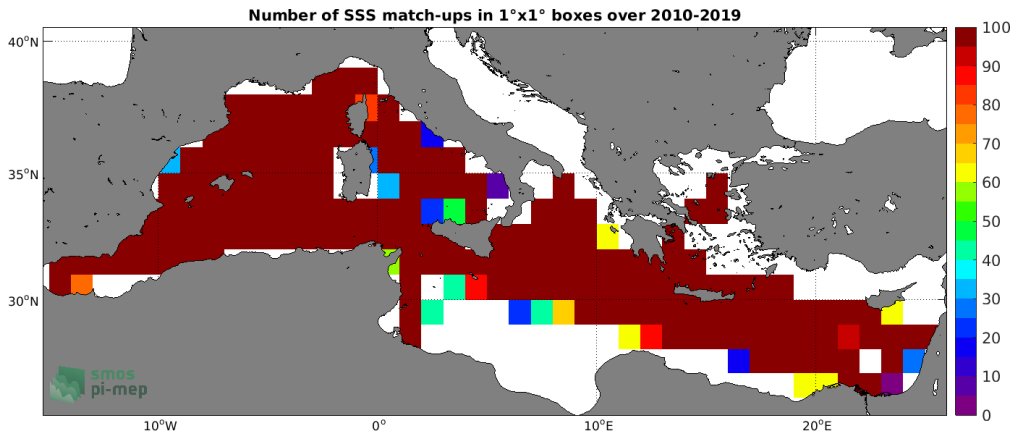 Number of SSS match-ups in 1°x1° boxes over 2010-2019
40°N
35°N
30°N
10°W
0°
10°E
20°E
100
90
80
70
60
50
40
30
20
10
0
smos
pi-mep